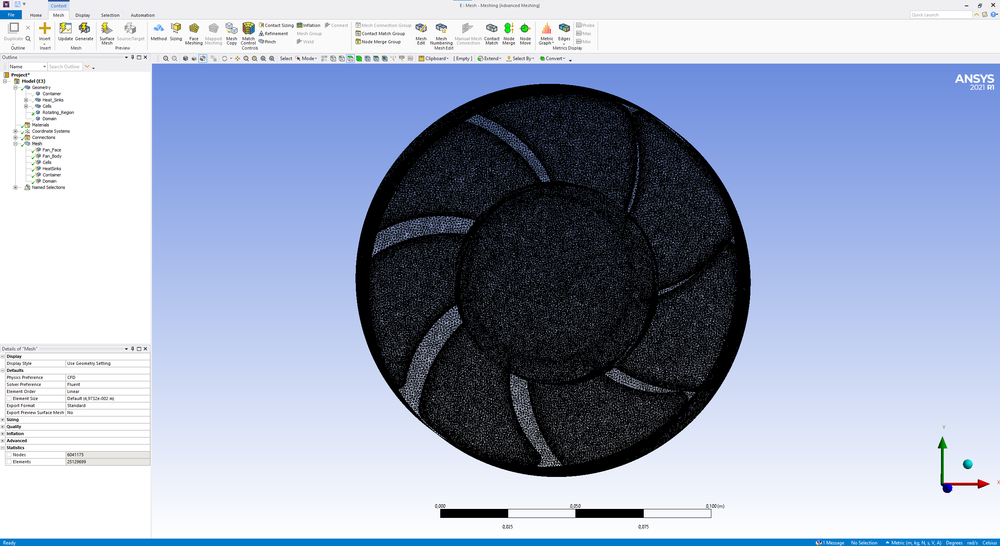 Context
E : Mesh - Meshing [Advanced Meshing]
File Home Mesh Display Selection Automation
Quick Launch
Duplicate
Outline
Insert
Insert
Update Generate
Mesh
Surface Mesh
Source/Target
Preview
Method Sizing Face Meshing Mapped Meshing Mesh Copy Match Control
Contact Sizing Inflation Connect
Refinement Mesh Group
Pinch Weld
Controls
Mesh Connection Group
Contact Match Group
Node Merge Group
Mesh Edit Mesh Numbering Manual Mesh Connection Contact Match Node Merge Node Move
Mesh Edit
Metric Graph Edges
Probe
Max
Min
Metrics Display
Outline
Select Mode Clipboard [ Empty ] Extend Select By Convert
Name Search Outline
Project*
Model (E3)
Geometry
Container
Heat_Sinks
Cells
Rotating_Region
Domain
Materials
Coordinate Systems
Connections
Mesh
Fan_Face
Fan_Body
Cells
HeatSinks
Container
Domain
Named Selections
ANSYS
2021 R1
Details of "Mesh"
Display
Display Style Use Geometry Setting
Defaults
Physics Preference CFD
Solver Preference Fluent
Element Order Linear
Element Size Default (4,9732e-002 m)
Export Format Standard
Export Preview Surface Mesh No
Sizing
Quality
Inflation
Advanced
Statistics
Nodes 6041175
Elements 25129699
Y
X
0,000 0,050 0,100 (m)
0,025 0,075
Ready
1 Message No Selection Metric (m, kg, N, s, V, A) Degrees rad/s Celsius